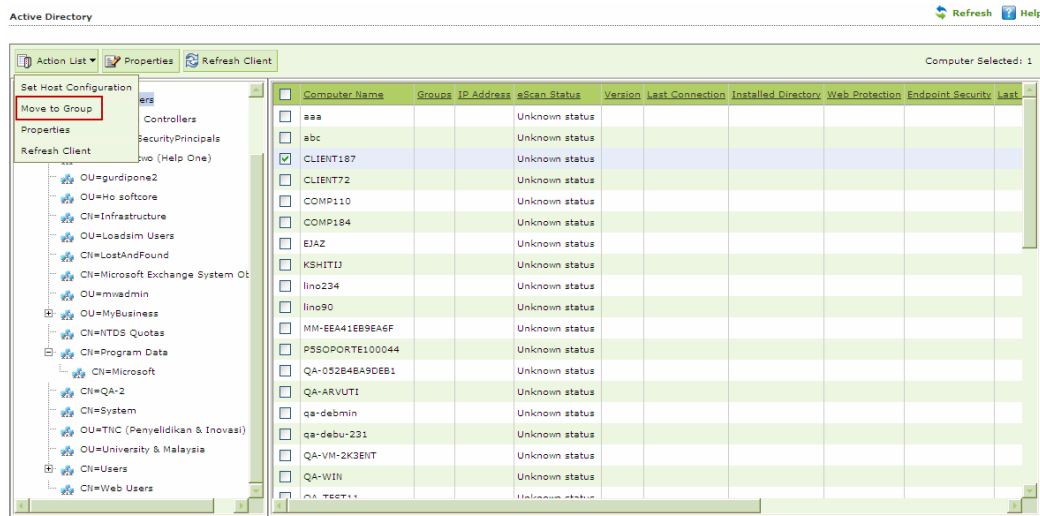 Active Directory
Refresh Help
Action List Properties Refresh Client Computer Selected: 1
Set Host Configuration
Move to Group
Properties
Refresh Client
ers
Controllers
SecurityPrincipals
two (Help One)
OU=gurdipone2
OU=Ho softcore
CN=Infrastructure
OU=Loadsim Users
CN=LostAndFound
CN=Microsoft Exchange System Ob
OU=mwadmin
OU=MyBusiness
CN=NTDS Quotas
CN=Program Data
CN=Microsoft
CN=QA-2
CN=System
OU=TNC (Penyelidikan & Inovasi)
OU=University & Malaysia
CN=Users
CN=Web Users
Computer Name Groups IP Address eScan Status Version Last Connection Installed Directory Web Protection Endpoint Security Last
aaa Unknown status
abc Unknown status
CLIENT187 Unknown status
CLIENT72 Unknown status
COMP110 Unknown status
COMP184 Unknown status
EJAZ Unknown status
KSHITIJ Unknown status
lino234 Unknown status
lino90 Unknown status
MM-EEA41EB9EA6F Unknown status
P5SOPORTE100044 Unknown status
QA-052B4BA9DEB1 Unknown status
QA-ARVUTI Unknown status
qa-debmin Unknown status
qa-debu-231 Unknown status
QA-VM-2K3ENT Unknown status
QA-WIN Unknown status
QA-TEST11 Unknown status